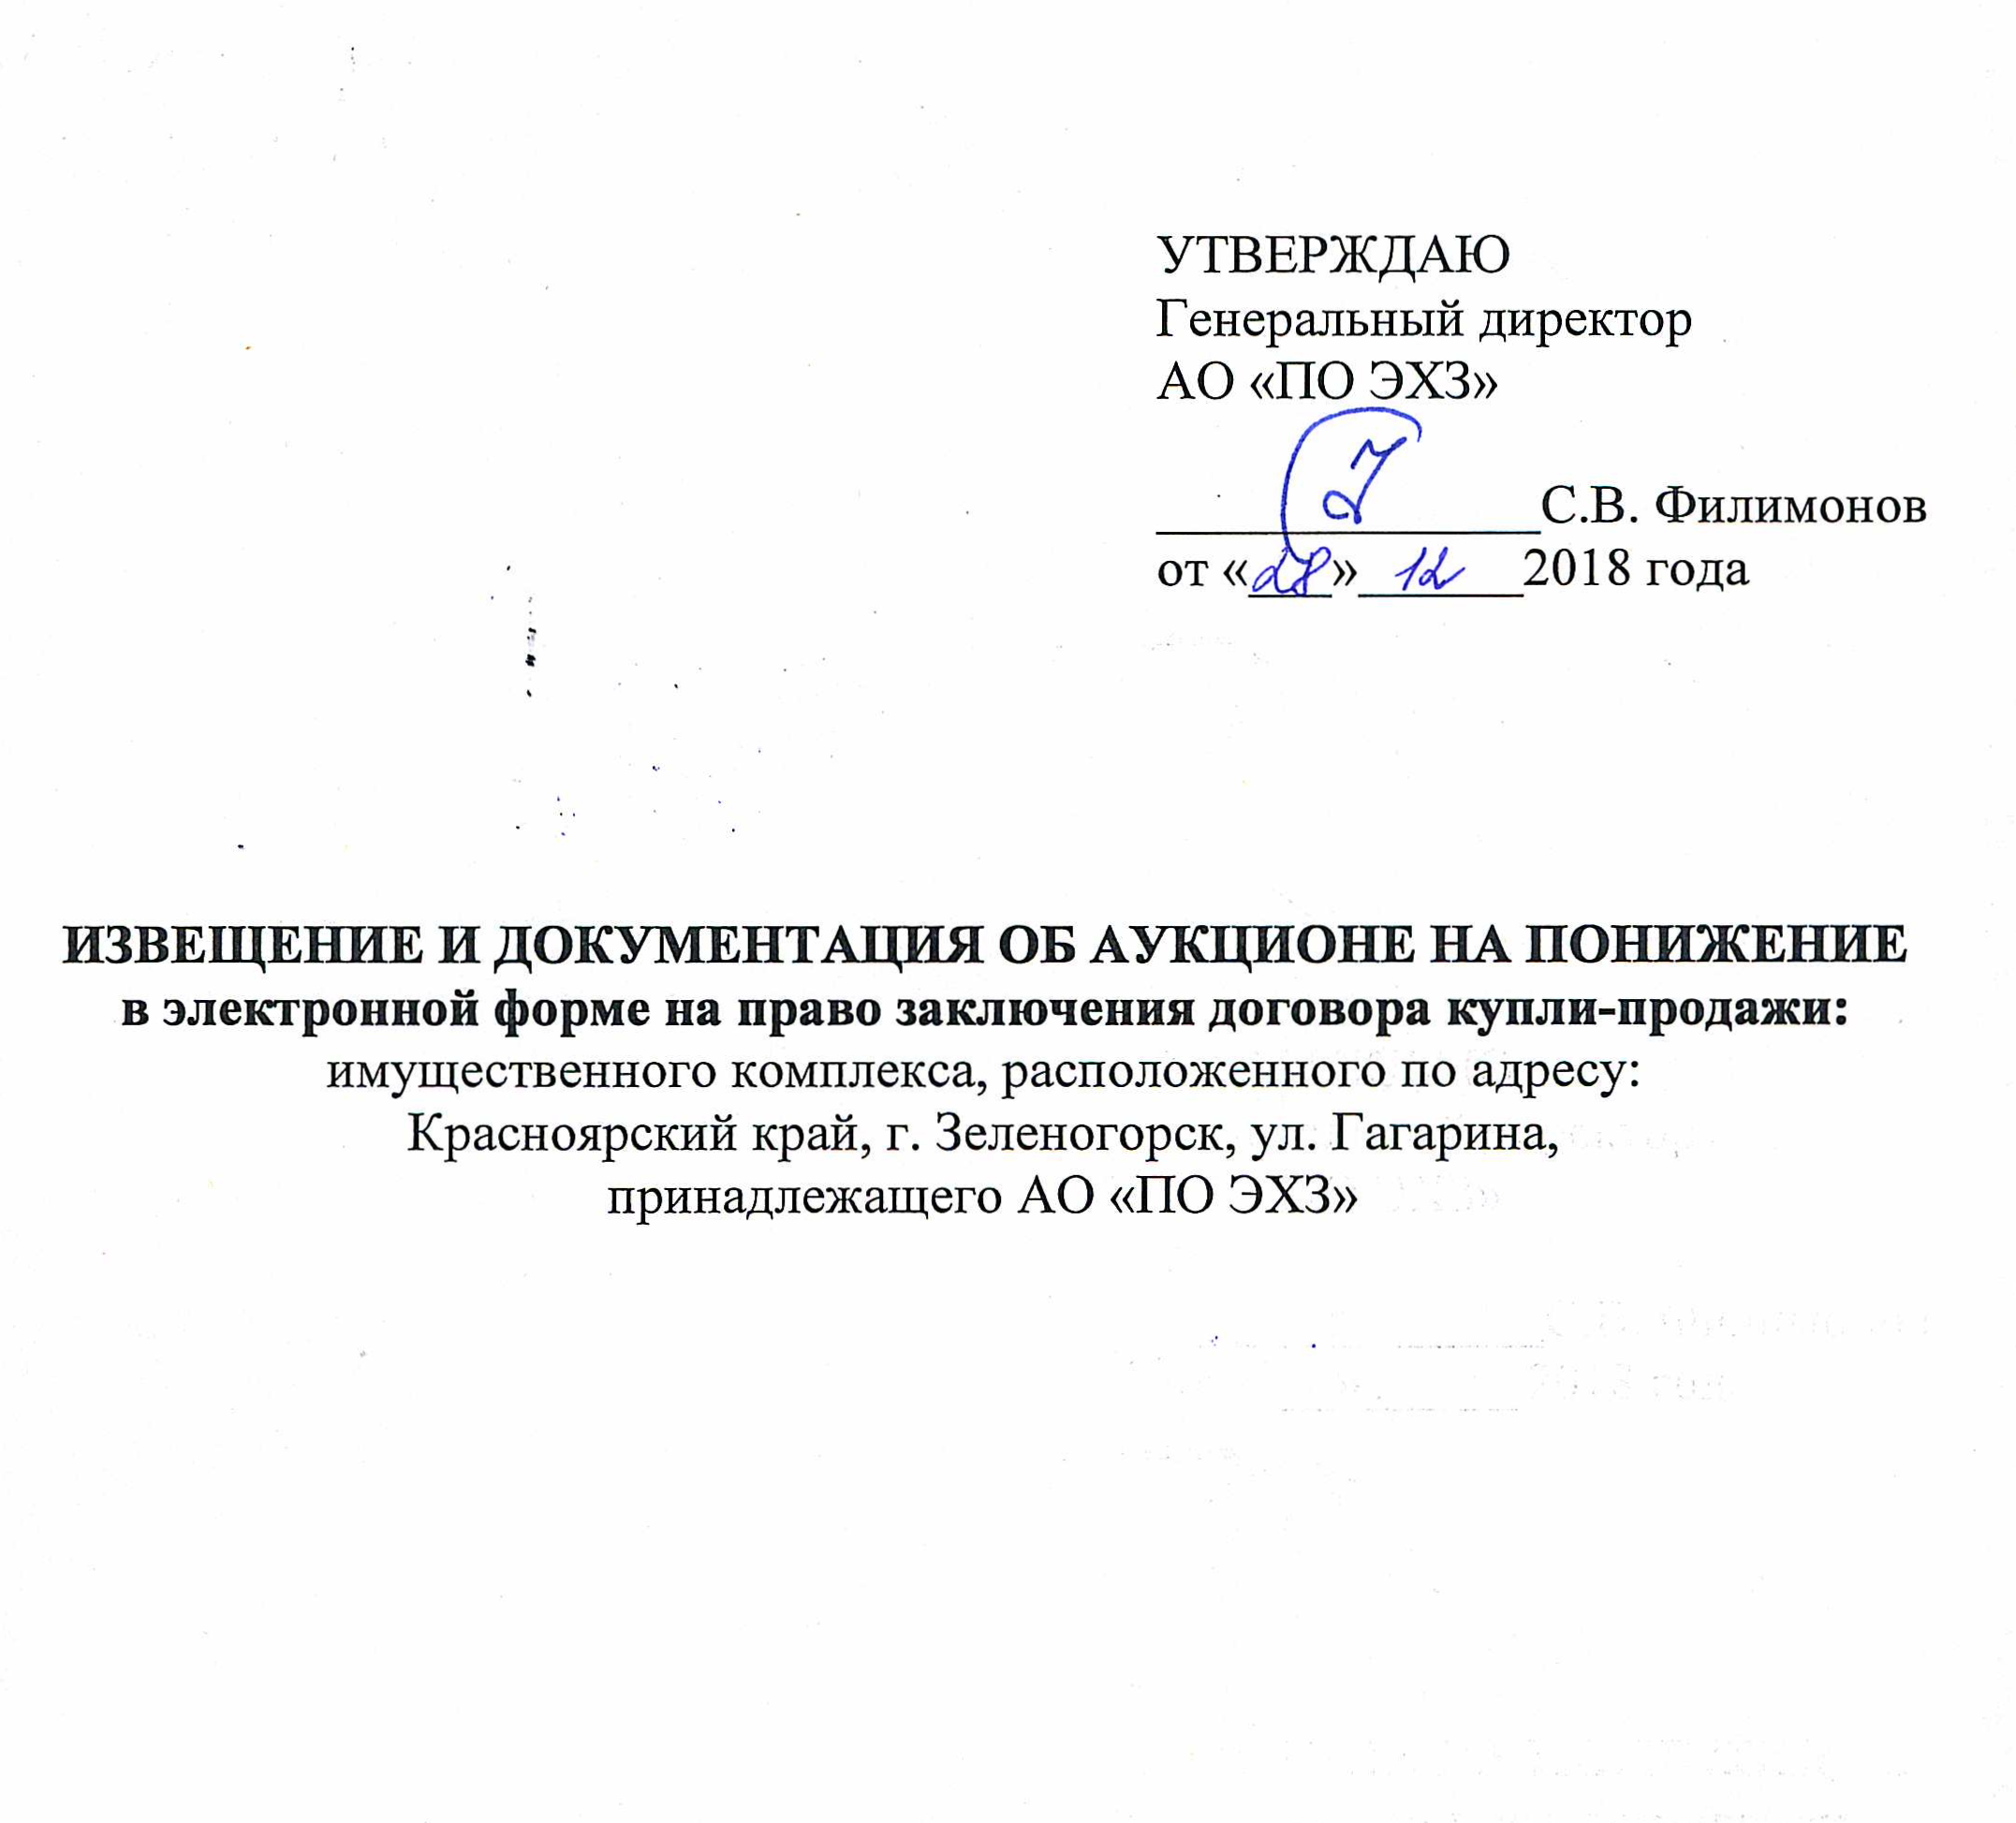 УТВЕРЖДАЮ
Генеральный директор
АО «ПО ЭХЗ»
С.В. Филимонов
от «28» 12 2018 года
ИЗВЕЩЕНИЕ И ДОКУМЕНТАЦИЯ ОБ АУКЦИОНЕ НА ПОНИЖЕНИЕ
в электронной форме на право заключения договора купли-продажи:
имущественного комплекса, расположенного по адресу:
Красноярский край, г. Зеленогорск, ул. Гагарина,
принадлежащего АО «ПО ЭХЗ»